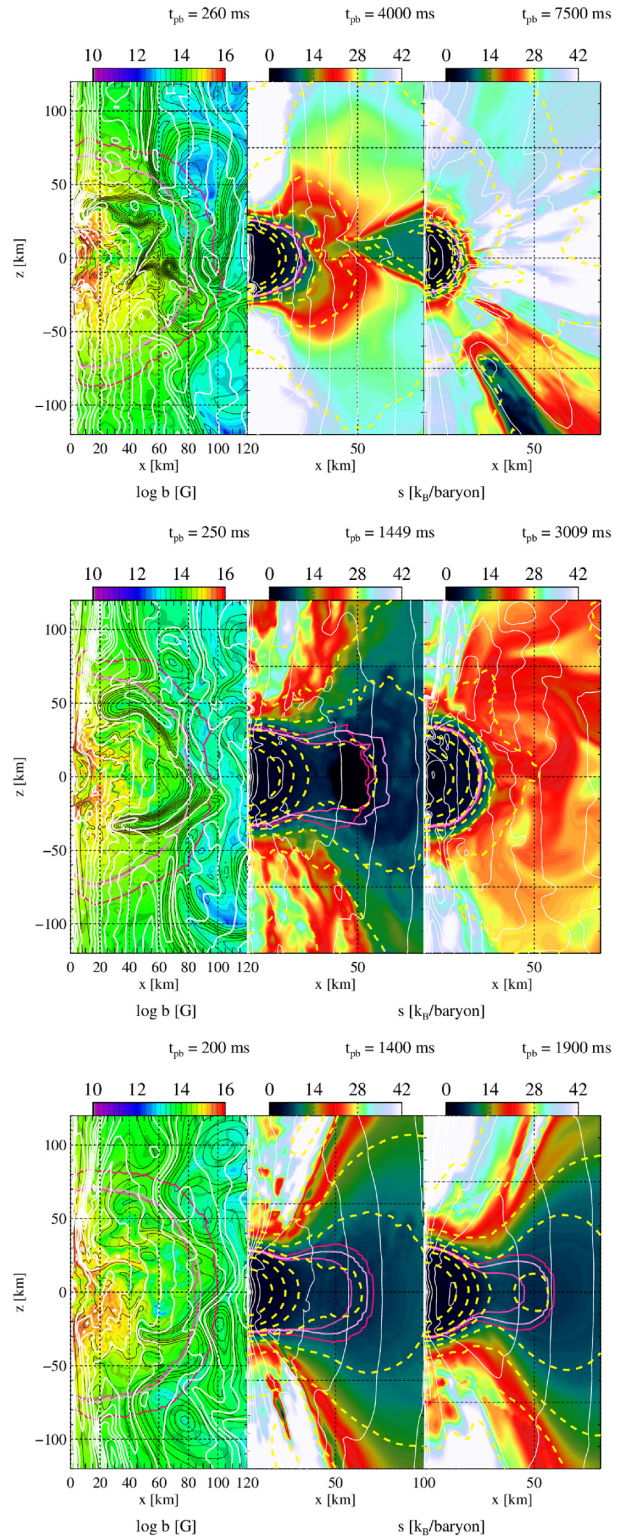 t_pb = 260 ms t_pb = 4000 ms t_pb = 7500 ms
10 12 14 16 0 14 28 42 0 14 28 42
100
50
z [km] 0
−50
−100
0 20 40 60 80 100 120 50 50
x [km] x [km] x [km]
log b [G] s [k_B/baryon]
t_pb = 250 ms t_pb = 1449 ms t_pb = 3009 ms
10 12 14 16 0 14 28 42 0 14 28 42
100
50
z [km] 0
−50
−100
0 20 40 60 80 100 120 50 50
x [km] x [km] x [km]
log b [G] s [k_B/baryon]
t_pb = 200 ms t_pb = 1400 ms t_pb = 1900 ms
10 12 14 16 0 14 28 42 0 14 28 42
100
50
z [km] 0
−50
−100
0 20 40 60 80 100 120 50 100 50
x [km] x [km] x [km]
log b [G] s [k_B/baryon]